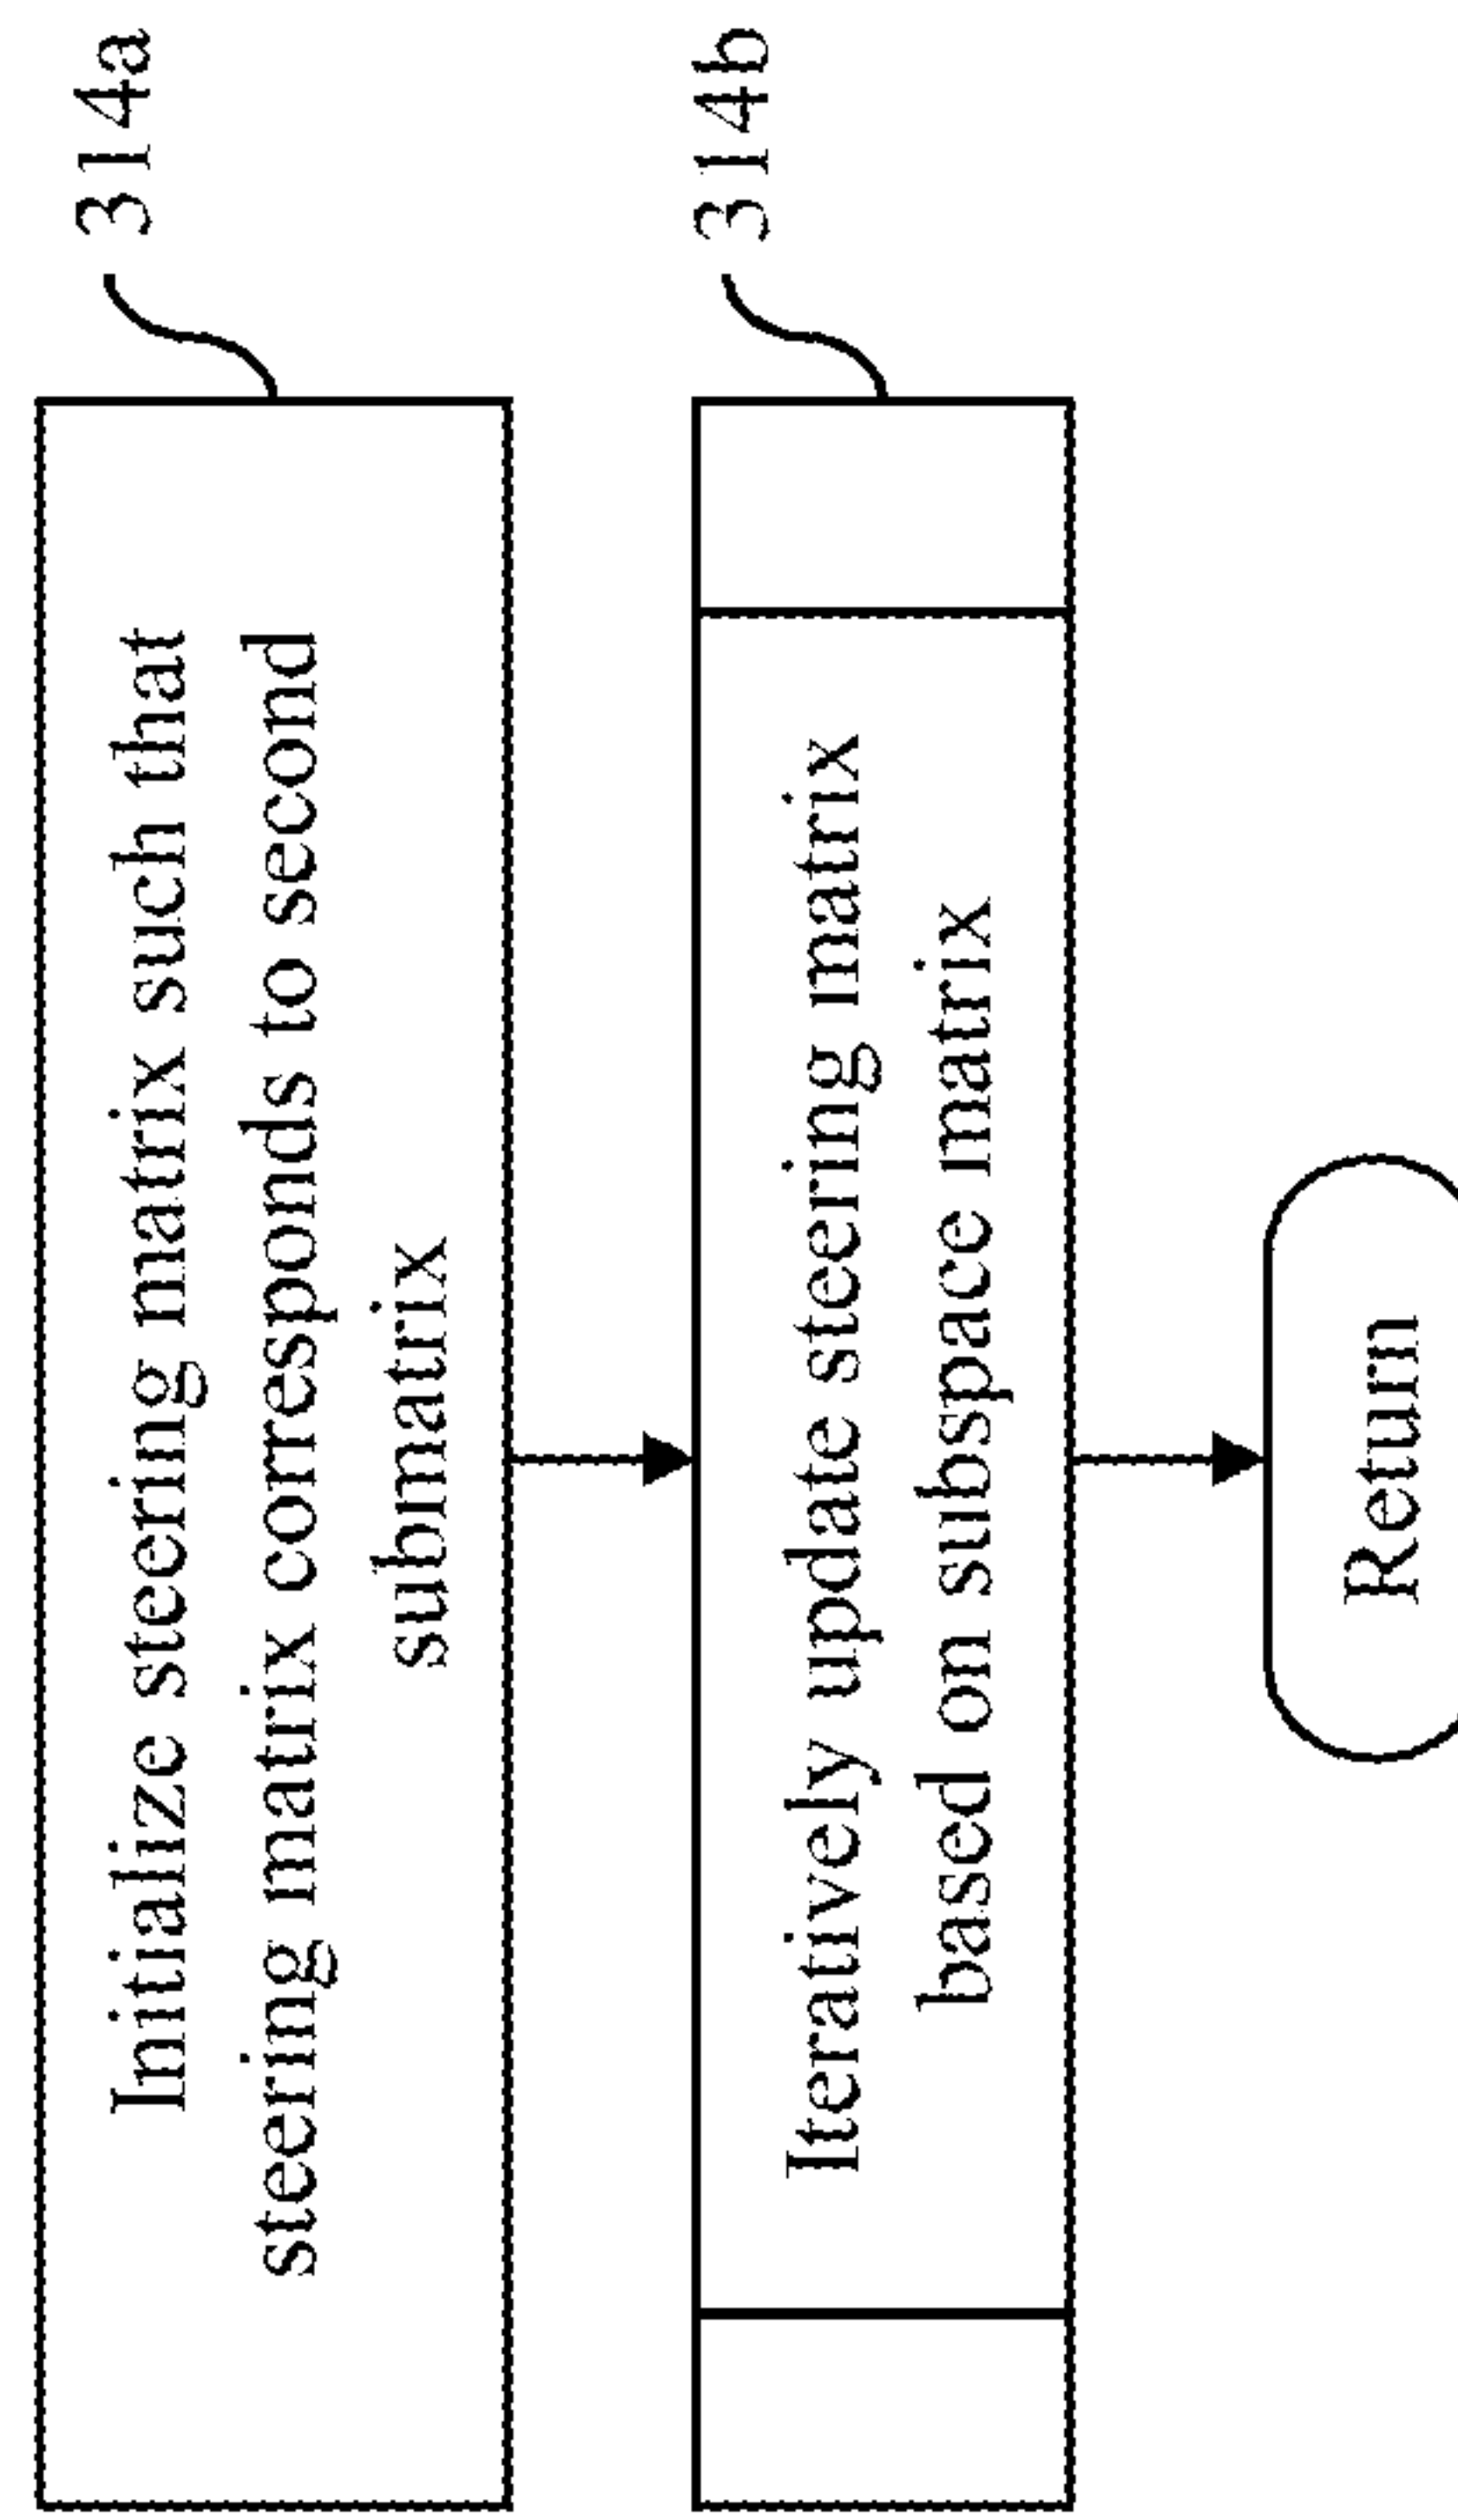 Initialize steering matrix such that
steering matrix corresponds to second
submatrix
314a
Iteratively update steering matrix
based on subspace matrix
314b
Return